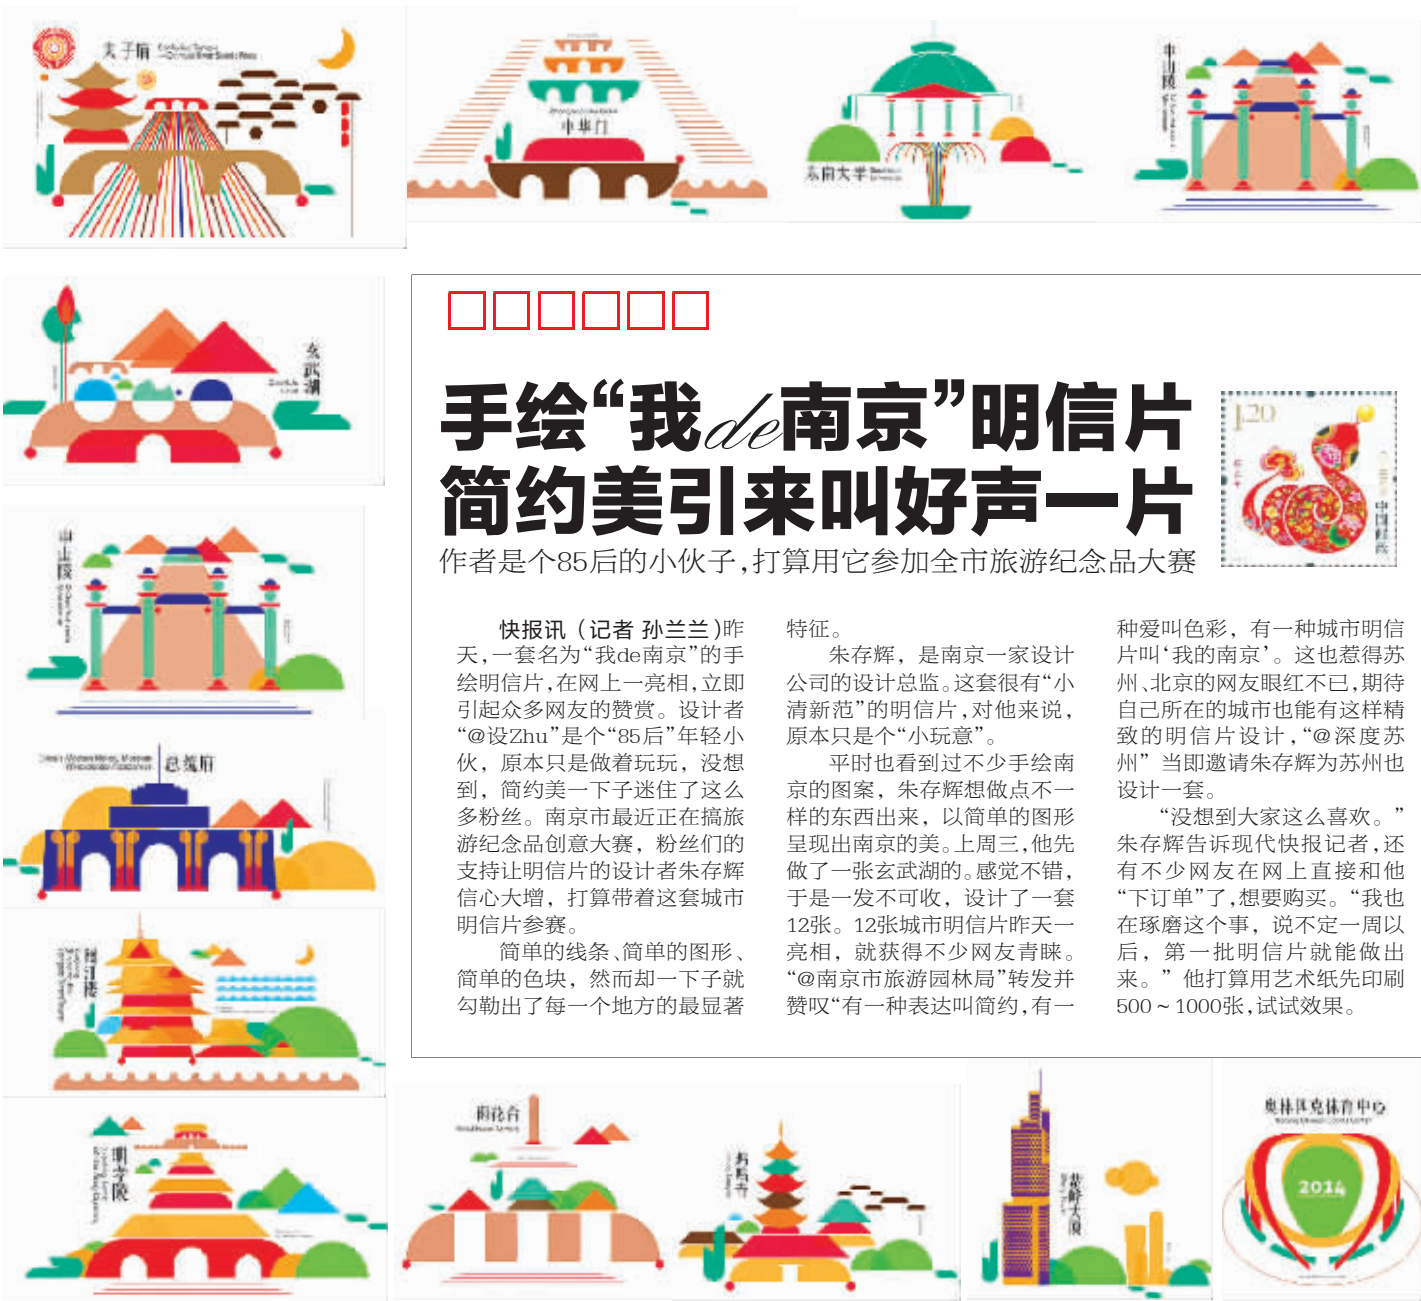 夫子庙
中华门
东南大学
中山陵
玄武湖
中山陵
总统府
阅江楼
明孝陵
雨花台
鸡鸣寺
紫峰大厦
奥林匹克体育中心
2014
手绘“我de南京”明信片
简约美引来叫好声一片
作者是个85后的小伙子,打算用它参加全市旅游纪念品大赛
1.20
中国邮政
快报讯（记者 孙兰兰）昨
天,一套名为“我de南京”的手
绘明信片,在网上一亮相,立即
引起众多网友的赞赏。设计者
“@设Zhu”是个“85后”年轻小
伙，原本只是做着玩玩，没想
到，简约美一下子迷住了这么
多粉丝。南京市最近正在搞旅
游纪念品创意大赛，粉丝们的
支持让明信片的设计者朱存辉
信心大增，打算带着这套城市
明信片参赛。
简单的线条、简单的图形、
简单的色块，然而却一下子就
勾勒出了每一个地方的最显著
特征。
朱存辉，是南京一家设计
公司的设计总监。这套很有“小
清新范”的明信片,对他来说,
原本只是个“小玩意”。
平时也看到过不少手绘南
京的图案，朱存辉想做点不一
样的东西出来，以简单的图形
呈现出南京的美。上周三,他先
做了一张玄武湖的。感觉不错,
于是一发不可收，设计了一套
12张。12张城市明信片昨天一
亮相，就获得不少网友青睐。
“@南京市旅游园林局”转发并
赞叹“有一种表达叫简约,有一
种爱叫色彩，有一种城市明信
片叫‘我的南京’。这也惹得苏
州、北京的网友眼红不已,期待
自己所在的城市也能有这样精
致的明信片设计,“@深度苏
州”当即邀请朱存辉为苏州也
设计一套。
“没想到大家这么喜欢。”
朱存辉告诉现代快报记者,还
有不少网友在网上直接和他
“下订单”了,想要购买。“我也
在琢磨这个事，说不定一周以
后，第一批明信片就能做出
来。”他打算用艺术纸先印刷
500～1000张,试试效果。